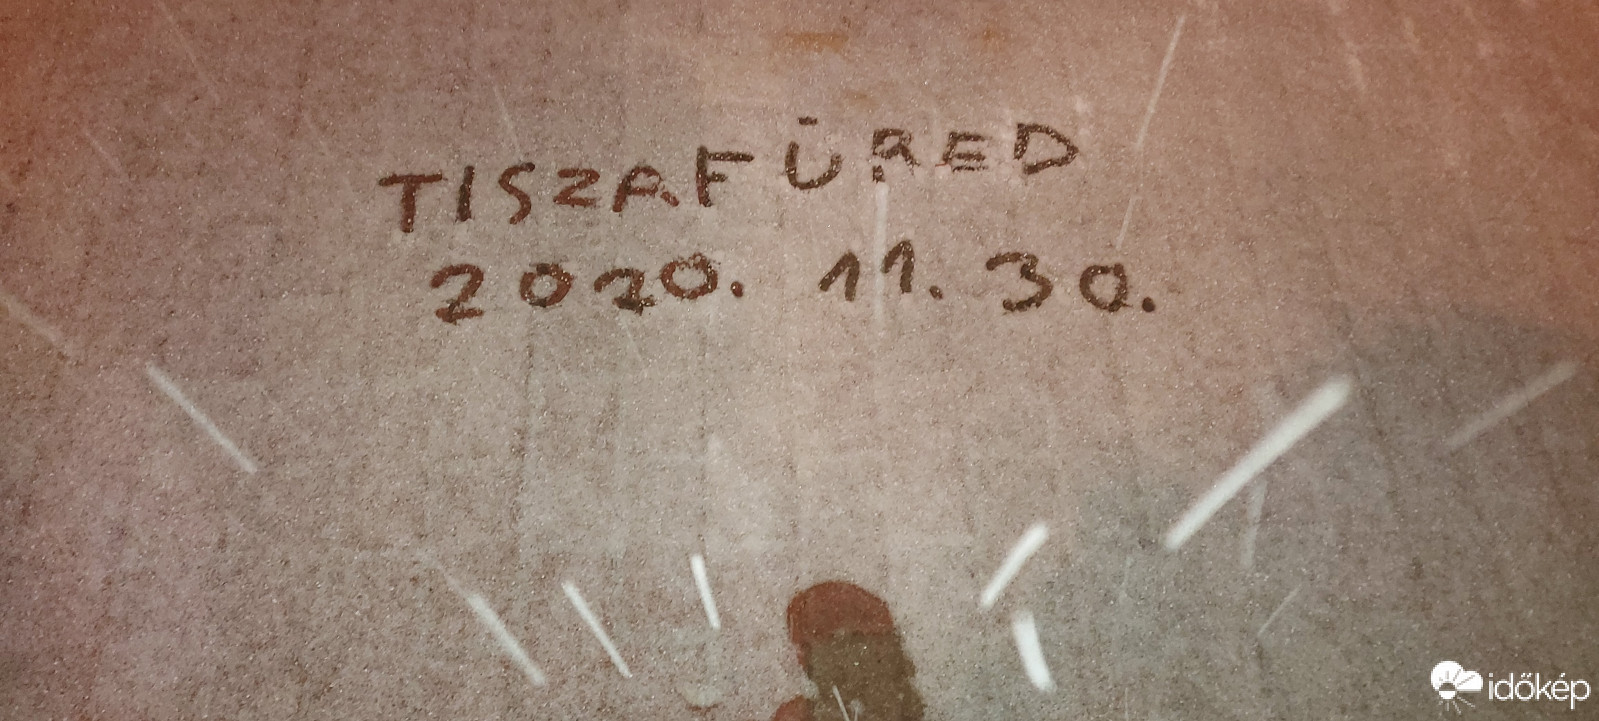 TISZAFÜRED
2020. 11. 30.
időkép